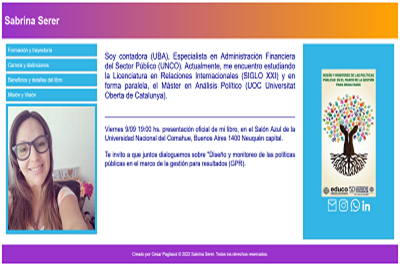 Sabrina Serer
Formación y trayectoria
Carrera y distinciones
Beneficios y detalles del libro
Misión y Visión
Soy contadora (UBA), Especialista en Administración Financiera
del Sector Público (UNCO). Actualmente, me encuentro estudiando
la Licenciatura en Relaciones Internacionales (SIGLO XXI) y en
forma paralela, el Máster en Análisis Político (UOC Universitat
Oberta de Catalunya).
Viernes 9/09 19:00 hs. presentación oficial de mi libro, en el Salón Azul de la
Universidad Nacional del Comahue, Buenos Aires 1400 Neuquén capital.
Te invito a que juntos dialoguemos sobre "Diseño y monitoreo de las políticas
públicas en el marco de la gestión para resultados (GPR).
DISEÑO Y MONITOREO DE LAS POLÍTICAS
PÚBLICAS EN EL MARCO DE LA GESTIÓN
PARA RESULTADOS
educo
Creado por Cesar Pagliauci © 2022 Sabrina Serer. Todos los derechos reservados.